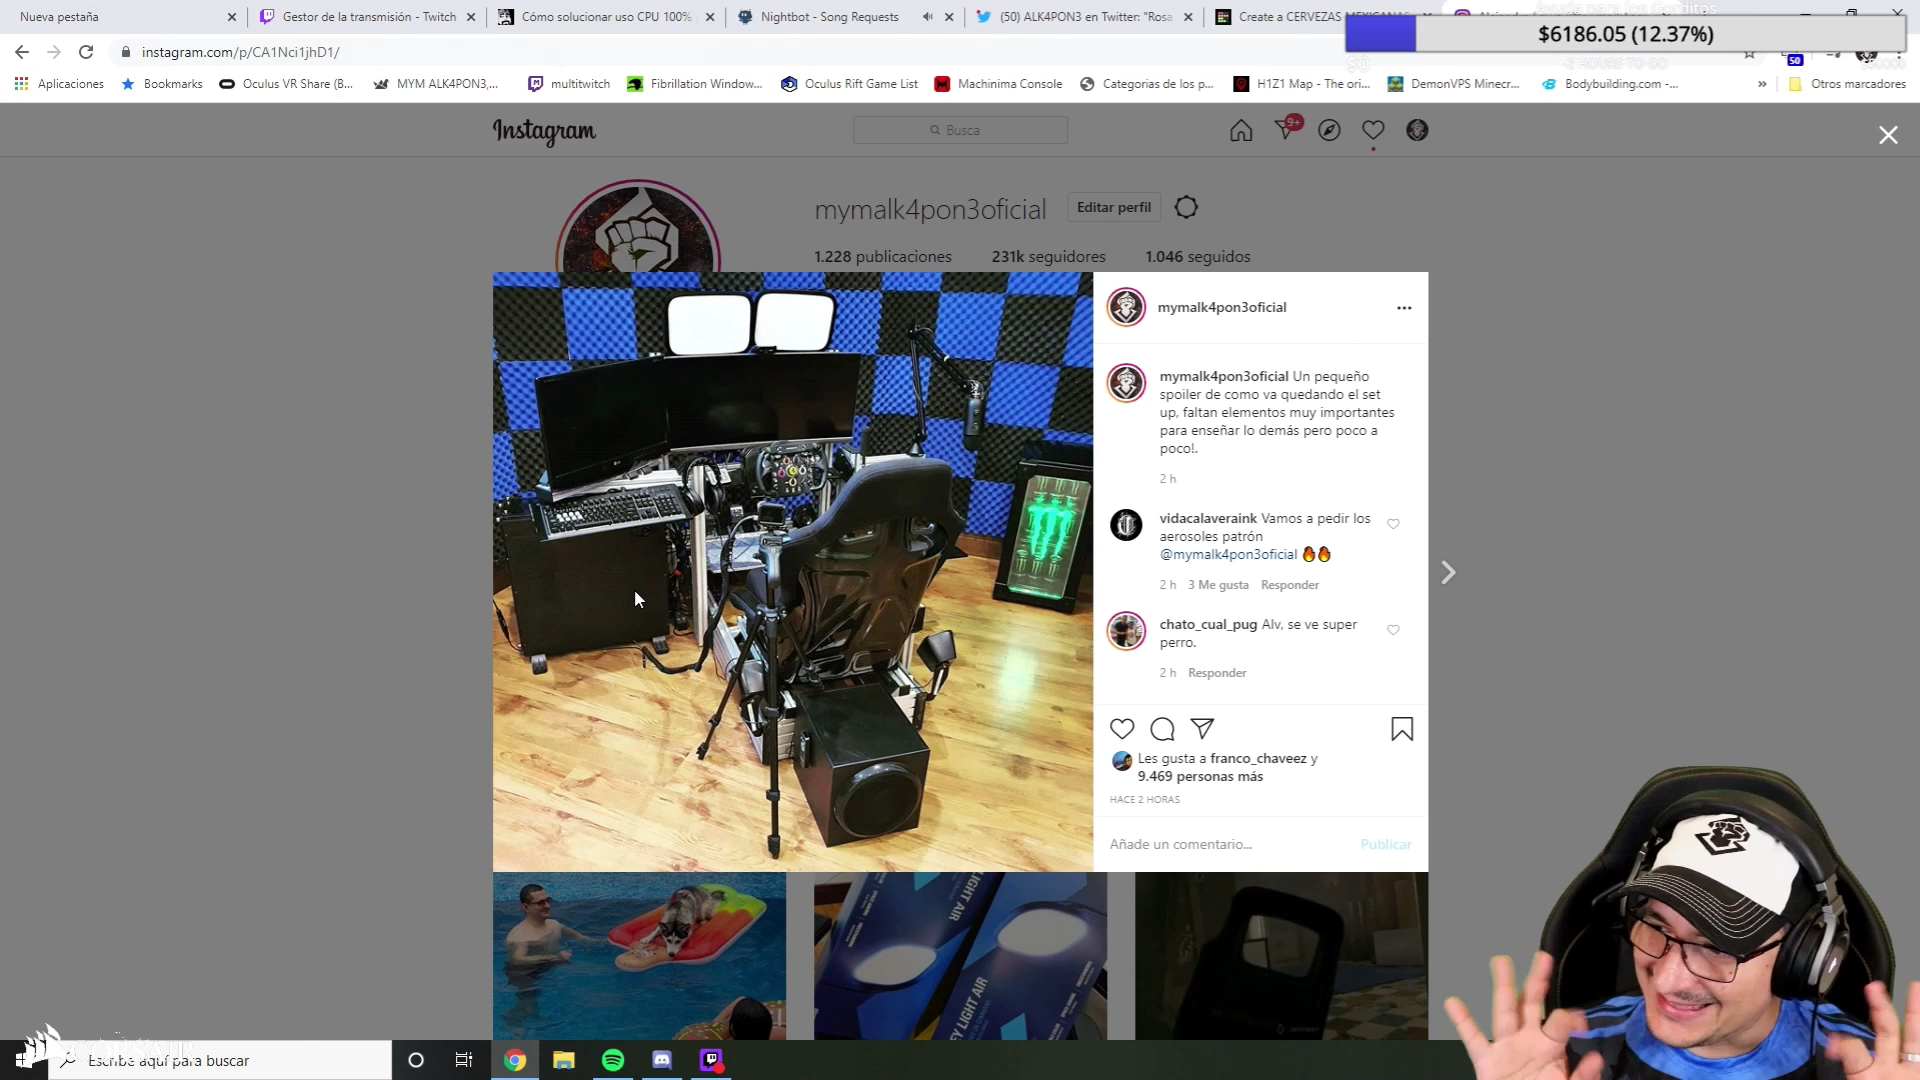 Nueva pestaña
Gestor de la transmisión - Twitch
Cómo solucionar uso CPU 100%
Nightbot - Song Requests
(50) ALK4PON3 en Twitter: "Rosa
Create a CERVEZAS MEXICANAS
Ayuda para los Gorditos
$6186.05 (12.37%)
instagram.com/p/CA1Nci1jhD1/
50
Aplicaciones
Bookmarks
Oculus VR Share (B...
MYM ALK4PON3,...
multitwitch
Fibrillation Window...
Oculus Rift Game List
Machinima Console
Categorias de los p...
H1Z1 Map - The ori...
DemonVPS Minecr...
Bodybuilding.com -...
»
Otros marcadores
Instagram
Busca
9+
mymalk4pon3oficial
Editar perfil
1.228 publicaciones
231k seguidores
1.046 seguidos
mymalk4pon3oficial
mymalk4pon3oficial Un pequeño
spoiler de como va quedando el set
up, faltan elementos muy importantes
para enseñar lo demás pero poco a
poco!.
2 h
vidacalaveraink Vamos a pedir los
aerosoles patrón
@mymalk4pon3oficial 🔥🔥
2 h 3 Me gusta Responder
chato_cual_pug Alv, se ve super
perro.
2 h Responder
Les gusta a franco_chaveez y
9.469 personas más
HACE 2 HORAS
Añade un comentario...
Publicar
LIGHT AIR
KEY LIGHT AIR
Escribe aquí para buscar